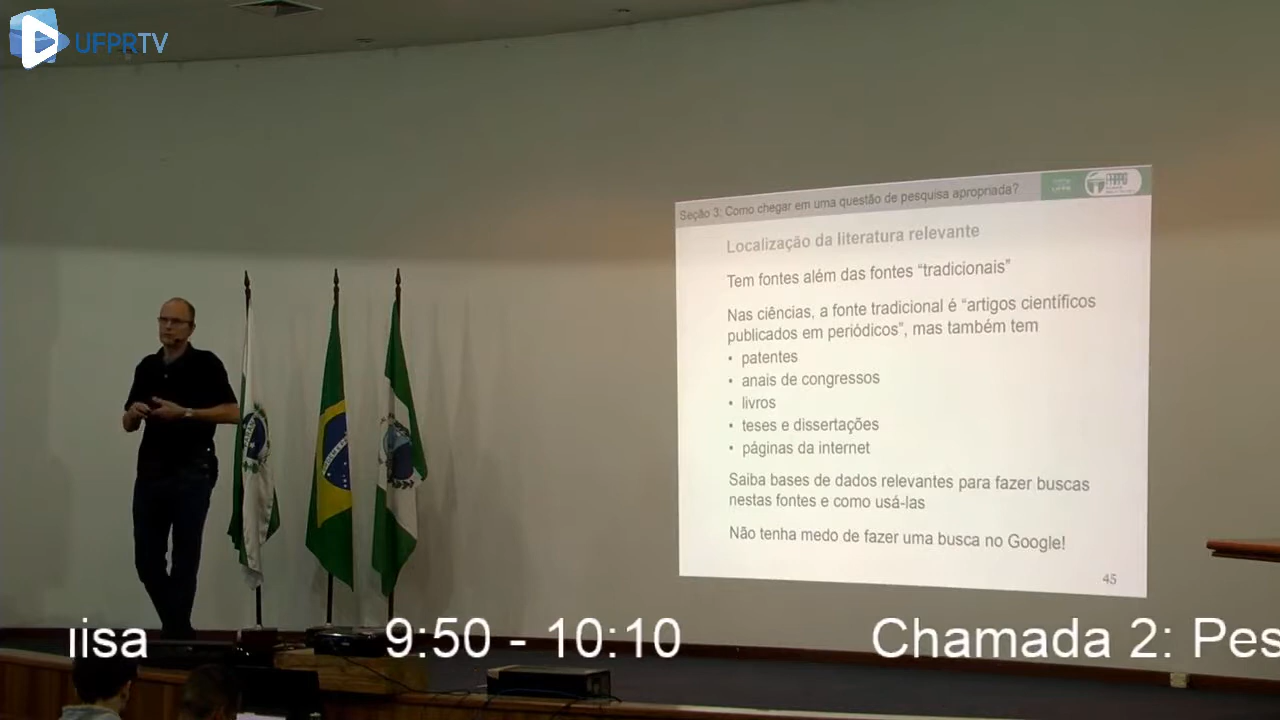 UFPRTV
Seção 3: Como chegar em uma questão de pesquisa apropriada?
Localização da literatura relevante
Tem fontes além das fontes “tradicionais”
Nas ciências, a fonte tradicional é “artigos científicos
publicados em periódicos”, mas também tem
• patentes
• anais de congressos
• livros
• teses e dissertações
• páginas da internet
Saiba bases de dados relevantes para fazer buscas
nestas fontes e como usá-las
Não tenha medo de fazer uma busca no Google!
45
iisa 9:50 - 10:10 Chamada 2: Pes